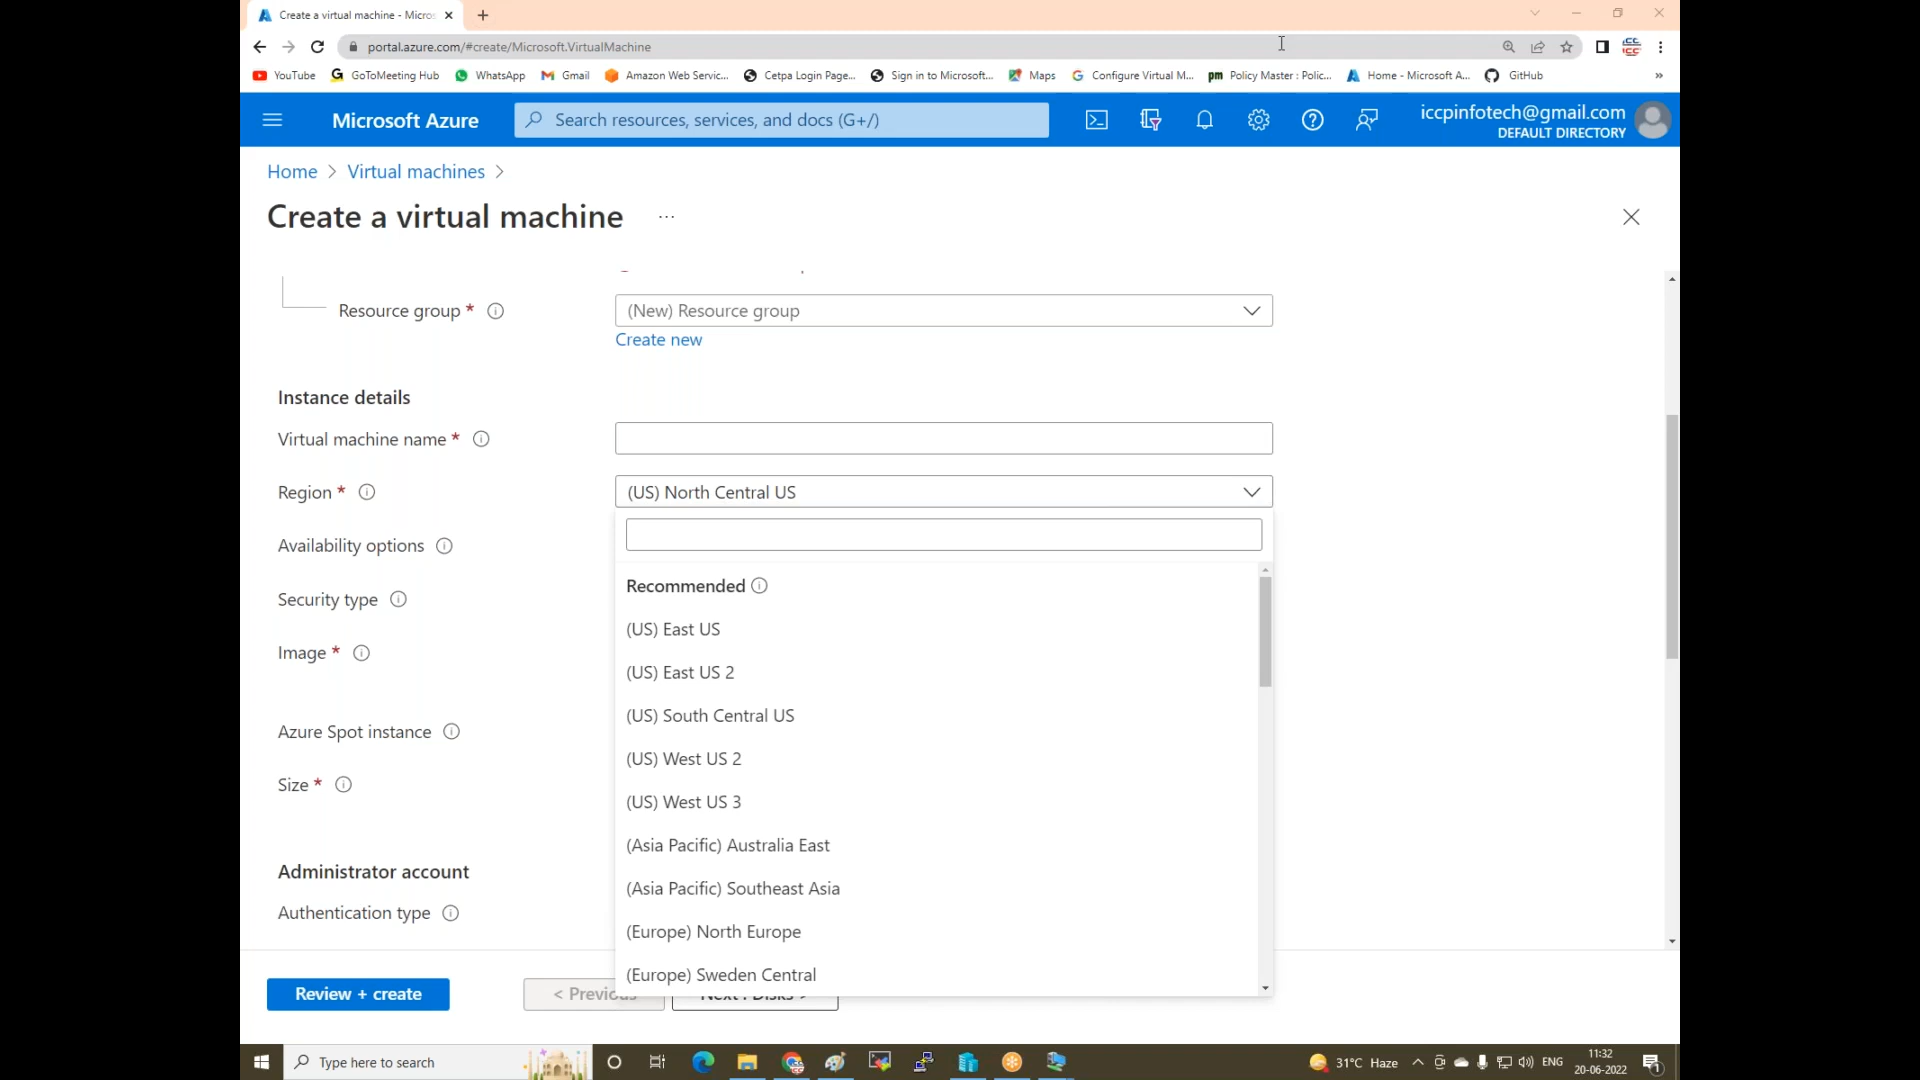 Create a virtual machine - Micros
portal.azure.com/#create/Microsoft.VirtualMachine
YouTube GoToMeeting Hub WhatsApp Gmail Amazon Web Servic... Cetpa Login Page... Sign in to Microsoft... Maps Configure Virtual M... pm Policy Master : Polic... Home - Microsoft A... GitHub »
Microsoft Azure
Search resources, services, and docs (G+/)
iccpinfotech@gmail.com
DEFAULT DIRECTORY
Home > Virtual machines >
Create a virtual machine ...
Resource group * (New) Resource group
Create new
Instance details
Virtual machine name *
Region * (US) North Central US
Availability options
Security type
Image *
Azure Spot instance
Size *
Administrator account
Authentication type
Recommended
(US) East US
(US) East US 2
(US) South Central US
(US) West US 2
(US) West US 3
(Asia Pacific) Australia East
(Asia Pacific) Southeast Asia
(Europe) North Europe
(Europe) Sweden Central
Review + create
< Previous
Next : Disks >
Type here to search
31°C Haze
ENG
11:32
20-06-2022
1